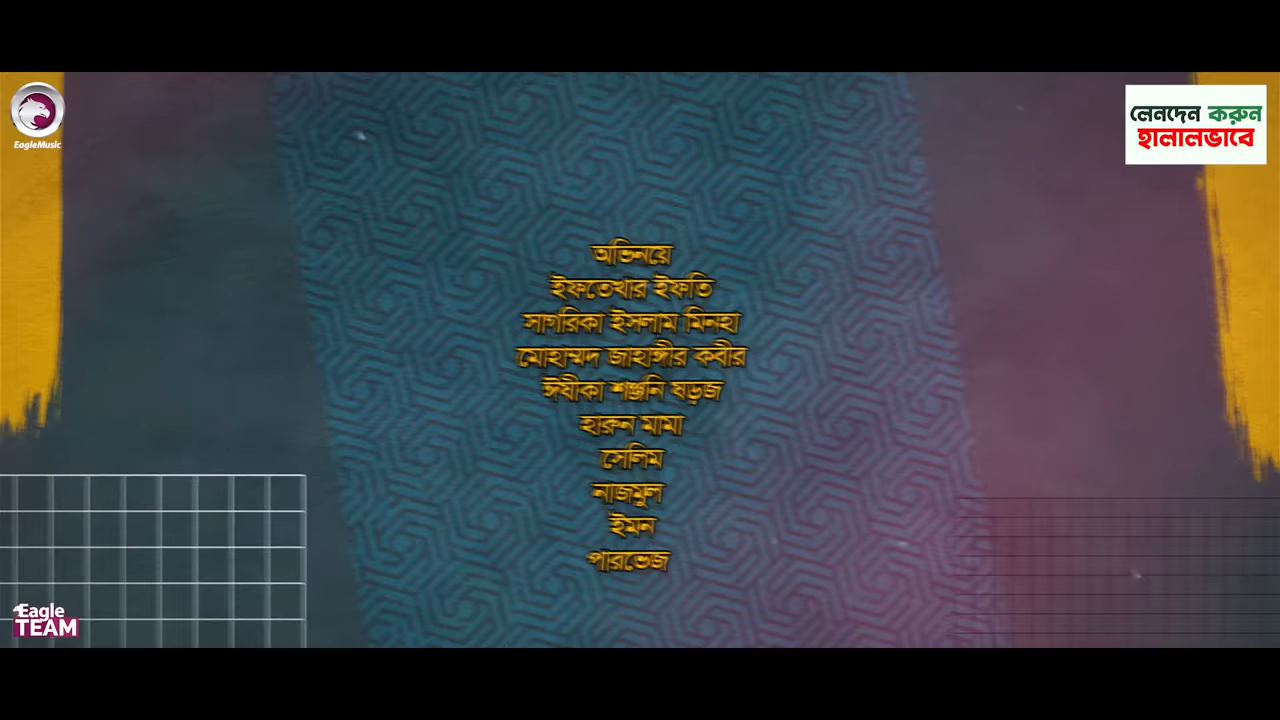 EagleMusic
লেনদেন করুন
হালালভাবে
অভিনয়ে
ইফতেখার ইফতি
সাগরিকা ইসলাম মিনহা
মোহাম্মদ জাহাঙ্গীর কবীর
ঈষীকা শঞ্জনি ষড়জ
হারুন মামা
সেলিম
নাজমুল
ইমন
পারভেজ
Eagle
TEAM